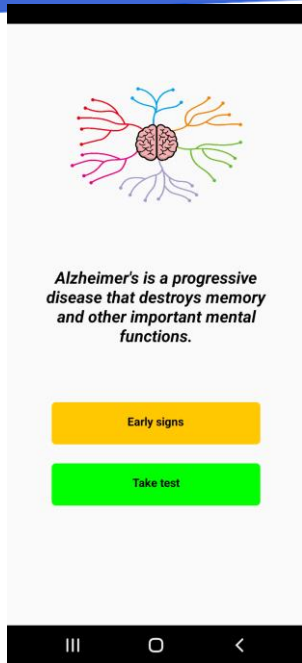 Alzheimer's is a progressive
disease that destroys memory
and other important mental
functions.
Early signs
Take test